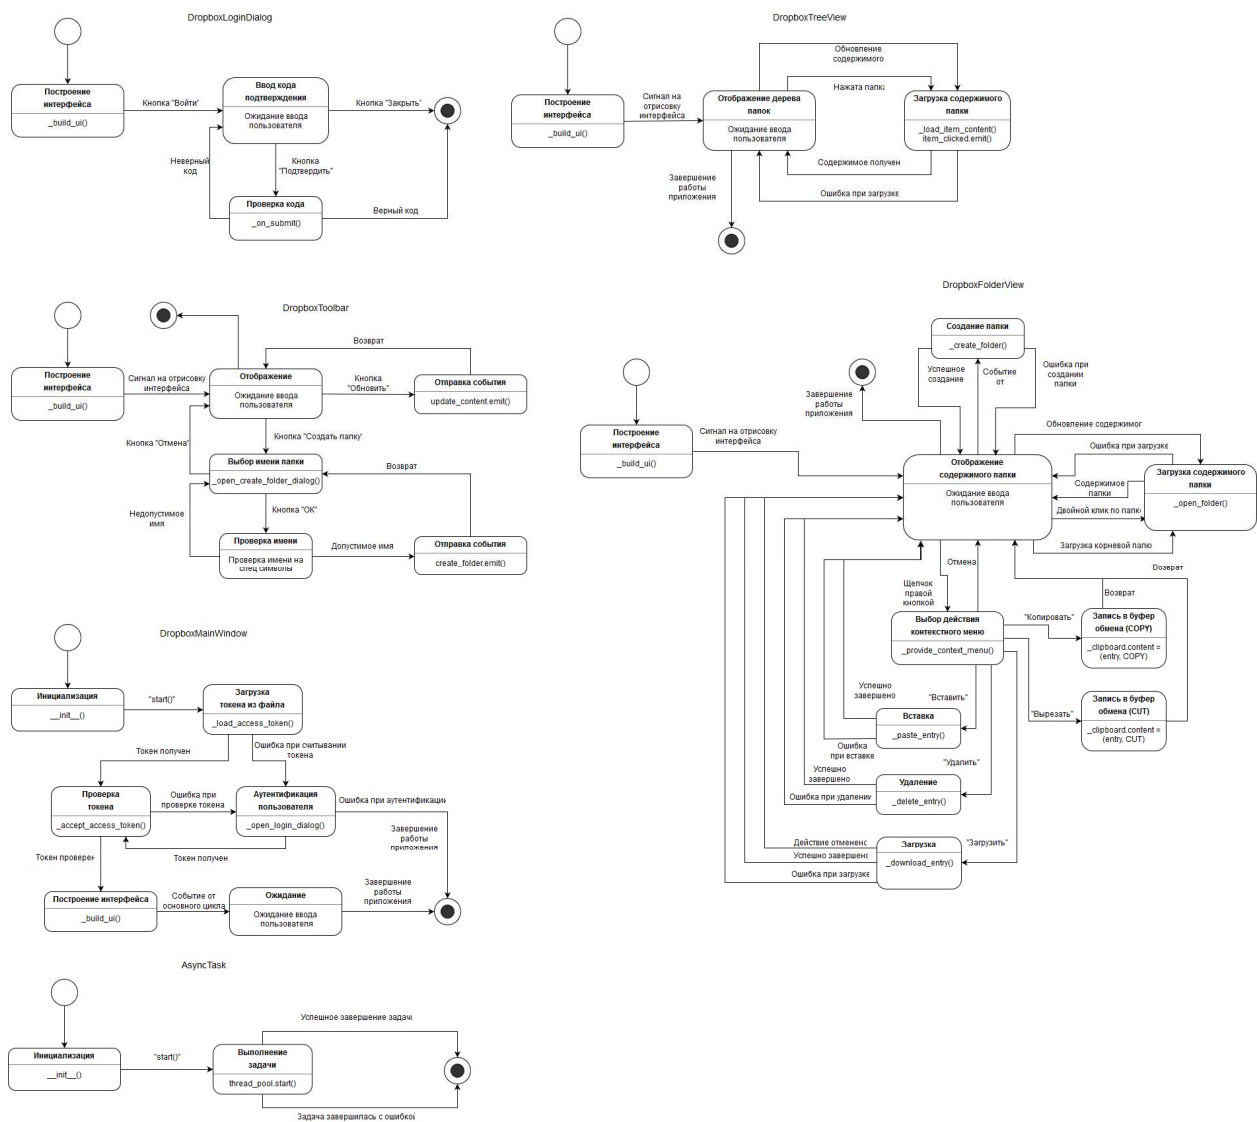 DropboxLoginDialog
Построение
интерфейса
_build_ui()
Кнопка "Войти"
Ввод кода
подтверждения
Ожидание ввода
пользователя
Кнопка "Закрыть"
Неверный
код
Кнопка
"Подтвердить"
Проверка кода
_on_submit()
Верный код
DropboxTreeView
Построение
интерфейса
_build_ui()
Сигнал на
отрисовку
интерфейса
Отображение дерева
папок
Ожидание ввода
пользователя
Обновление
содержимого
Нажата папка
Загрузка содержимого
папки
_load_item_content()
item_clicked.emit()
Содержимое получен
Ошибка при загрузке
Завершение
работы
приложения
DropboxToolbar
Построение
интерфейса
_build_ui()
Сигнал на отрисовку
интерфейса
Отображение
Ожидание ввода
пользователя
Возврат
Кнопка
"Обновить"
Отправка события
update_content.emit()
Кнопка "Отмена"
Кнопка "Создать папку"
Выбор имени папки
_open_create_folder_dialog()
Возврат
Недопустимое
имя
Кнопка "ОК"
Проверка имени
Проверка имени на
спец символы
Допустимое имя
Отправка события
create_folder.emit()
DropboxFolderView
Создание папки
_create_folder()
Успешное
создание
Событие
от
Ошибка при
создании
папки
Завершение
работы
приложения
Построение
интерфейса
_build_ui()
Сигнал на отрисовку
интерфейса
Отображение
содержимого папки
Ожидание ввода
пользователя
Обновление содержимог
Ошибка при загрузке
Содержимое
папки
Двойной клик по папке
Загрузка корневой папки
Загрузка содержимого
папки
_open_folder()
Возврат
Отмена
Щелчок
правой
кнопкой
Выбор действия
контекстного меню
_provide_context_menu()
"Копировать"
Возврат
Запись в буфер
обмена (COPY)
_clipboard.content =
(entry, COPY)
"Вырезать"
Запись в буфер
обмена (CUT)
_clipboard.content =
(entry, CUT)
Успешно
завершено
"Вставить"
Вставка
_paste_entry()
Ошибка
при вставке
"Удалить"
Успешно
завершено
Удаление
_delete_entry()
Ошибка при удалении
Действие отменено
Успешно завершено
Ошибка при загрузке
Загрузка
_download_entry()
"Загрузить"
DropboxMainWindow
Инициализация
__init__()
"start()"
Загрузка
токена из файла
_load_access_token()
Токен получен
Ошибка при считывании
токена
Проверка
токена
_accept_access_token()
Ошибка при
проверке токена
Аутентификация
пользователя
_open_login_dialog()
Ошибка при аутентификации
Токен проверен
Токен получен
Завершение
работы
приложения
Построение интерфейса
_build_ui()
Событие от
основного цикла
Ожидание
Ожидание ввода
пользователя
Завершение
работы
приложения
AsyncTask
Инициализация
__init__()
"start()"
Успешное завершение задачи
Выполнение
задачи
thread_pool.start()
Задача завершилась с ошибкой